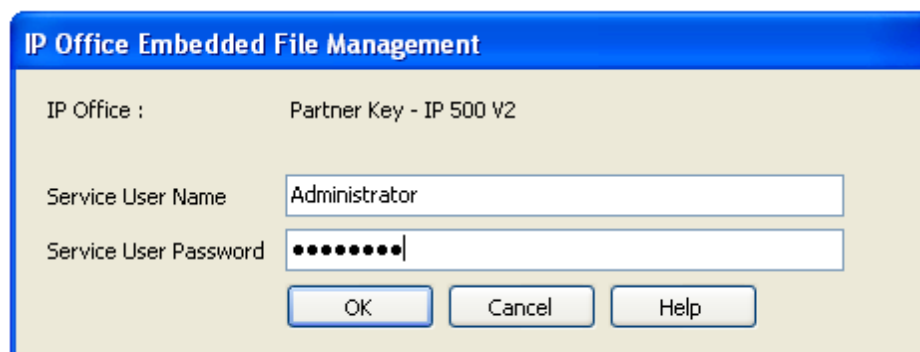 IP Office Embedded File Management
IP Office : Partner Key - IP 500 V2
Service User Name Administrator
Service User Password ●●●●●●●●
OK Cancel Help